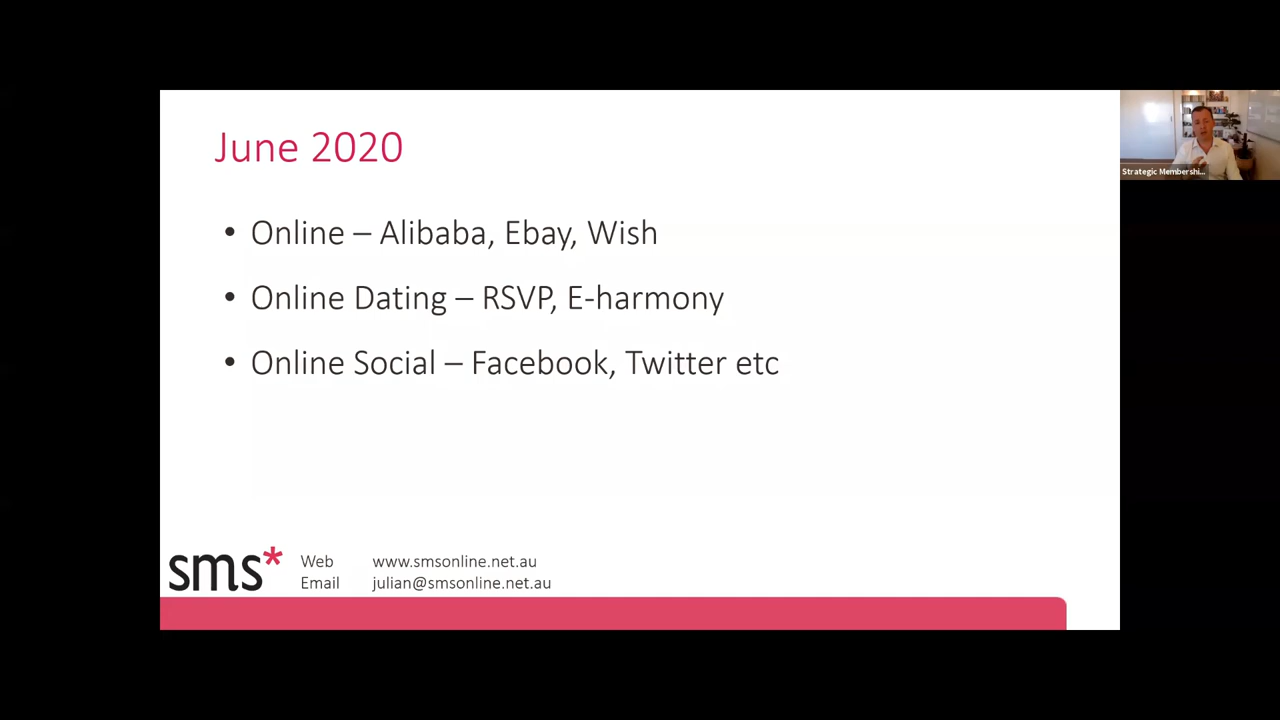 June 2020
• Online – Alibaba, Ebay, Wish
• Online Dating – RSVP, E-harmony
• Online Social – Facebook, Twitter etc
Strategic Membershi...
sms*
Web www.smsonline.net.au
Email julian@smsonline.net.au